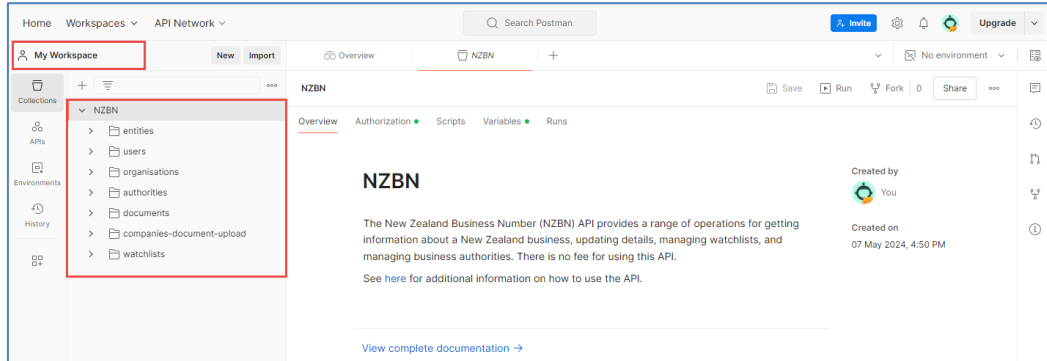 Home Workspaces API Network Search Postman Invite Upgrade
My Workspace New Import Overview NZBN No environment
Collections
APIs
Environments
History
NZBN
entities
users
organisations
authorities
documents
companies-document-upload
watchlists
NZBN Save Run Fork 0 Share
Overview Authorization Scripts Variables Runs
NZBN
The New Zealand Business Number (NZBN) API provides a range of operations for getting
information about a New Zealand business, updating details, managing watchlists, and
managing business authorities. There is no fee for using this API.
See here for additional information on how to use the API.
View complete documentation →
Created by
You
Created on
07 May 2024, 4:50 PM